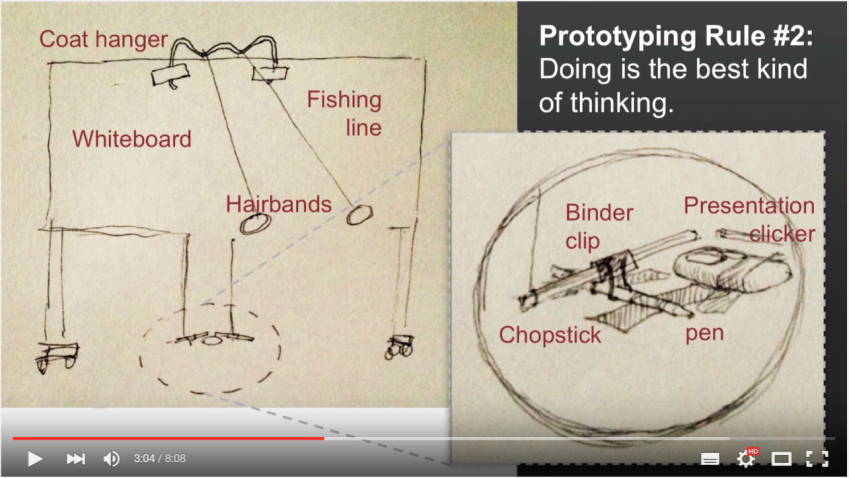 Coat hanger
Whiteboard
Fishing
line
Hairbands
Prototyping Rule #2:
Doing is the best kind
of thinking.
Binder
clip
Presentation
clicker
Chopstick
pen
3:04 / 8:08
HD